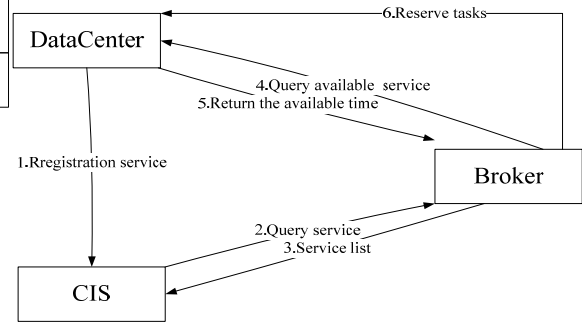 6.Reserve tasks
DataCenter
4.Query available service
5.Return the available time
1.Rregistration service
Broker
2.Query service
3.Service list
CIS